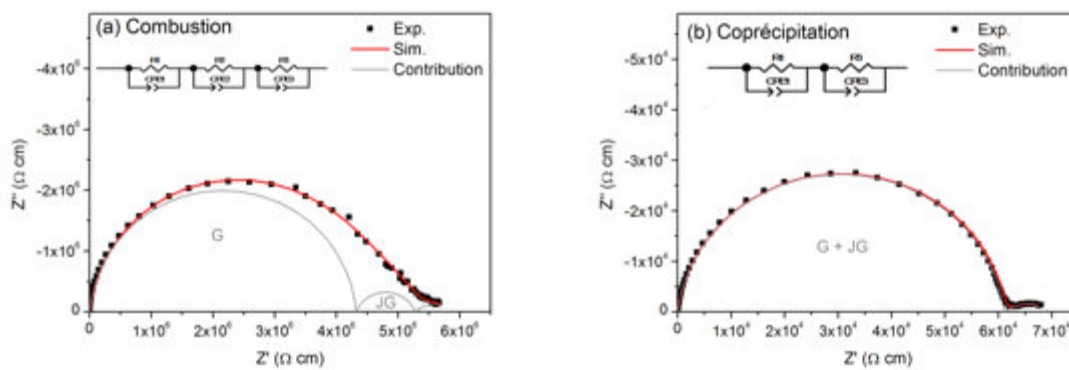 (a) Combustion
Exp.
Sim.
Contribution
-4x10⁶
-3x10⁶
-2x10⁶
-1x10⁶
0
Z'' (Ω cm)
G
JG
0 1x10⁶ 2x10⁶ 3x10⁶ 4x10⁶ 5x10⁶ 6x10⁶
Z' (Ω cm)
(b) Coprécipitation
Exp.
Sim.
Contribution
-5x10⁴
-4x10⁴
-3x10⁴
-2x10⁴
-1x10⁴
0
Z'' (Ω cm)
G + JG
0 1x10⁴ 2x10⁴ 3x10⁴ 4x10⁴ 5x10⁴ 6x10⁴ 7x10⁴
Z' (Ω cm)